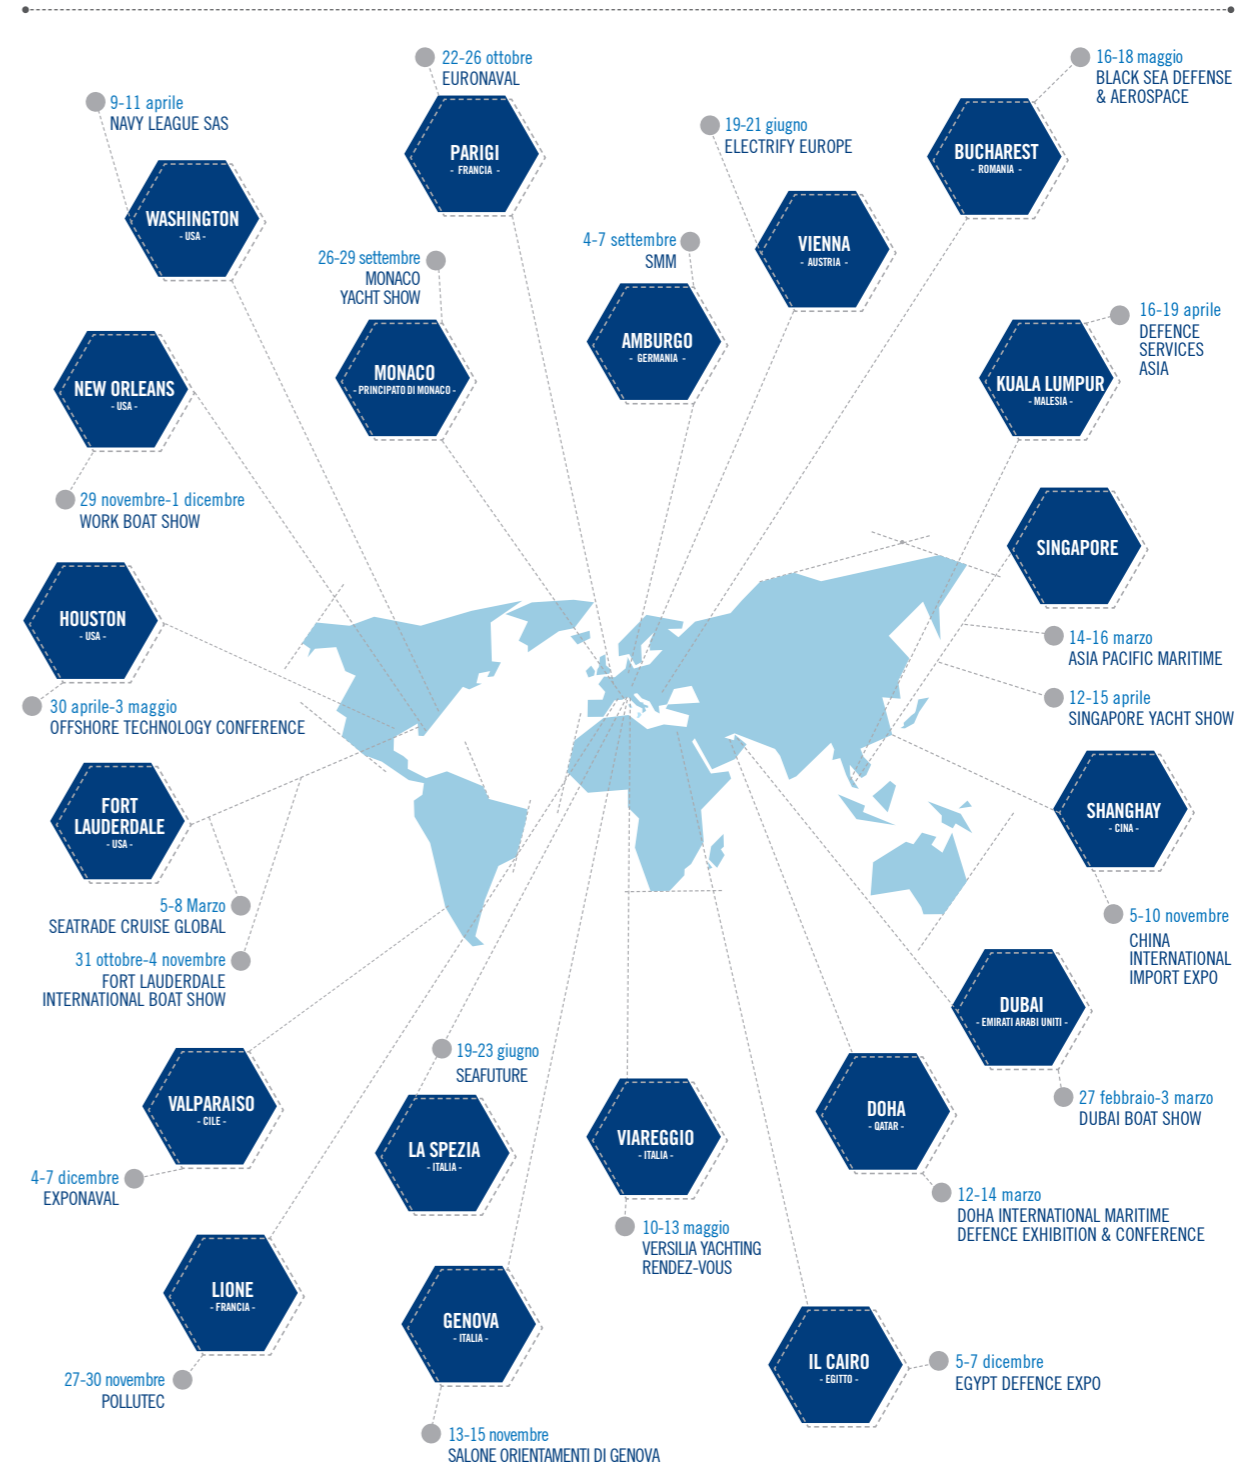 22-26 ottobre
EURONAVAL
PARIGI
- FRANCIA -
16-18 maggio
BLACK SEA DEFENSE
& AEROSPACE
BUCHAREST
- ROMANIA -
9-11 aprile
NAVY LEAGUE SAS
WASHINGTON
- USA -
19-21 giugno
ELECTRIFY EUROPE
VIENNA
- AUSTRIA -
26-29 settembre
MONACO
YACHT SHOW
MONACO
- PRINCIPATO DI MONACO -
4-7 settembre
SMM
AMBURGO
- GERMANIA -
16-19 aprile
DEFENCE
SERVICES
ASIA
KUALA LUMPUR
- MALESIA -
NEW ORLEANS
- USA -
29 novembre-1 dicembre
WORK BOAT SHOW
SINGAPORE
14-16 marzo
ASIA PACIFIC MARITIME
12-15 aprile
SINGAPORE YACHT SHOW
HOUSTON
- USA -
30 aprile-3 maggio
OFFSHORE TECHNOLOGY CONFERENCE
FORT
LAUDERDALE
- USA -
5-8 Marzo
SEATRADE CRUISE GLOBAL
31 ottobre-4 novembre
FORT LAUDERDALE
INTERNATIONAL BOAT SHOW
SHANGHAY
- CINA -
5-10 novembre
CHINA
INTERNATIONAL
IMPORT EXPO
DUBAI
- EMIRATI ARABI UNITI -
27 febbraio-3 marzo
DUBAI BOAT SHOW
VALPARAISO
- CILE -
4-7 dicembre
EXPONAVAL
19-23 giugno
SEAFUTURE
LA SPEZIA
- ITALIA -
VIAREGGIO
- ITALIA -
10-13 maggio
VERSILIA YACHTING
RENDEZ-VOUS
DOHA
- QATAR -
12-14 marzo
DOHA INTERNATIONAL MARITIME
DEFENCE EXHIBITION & CONFERENCE
LIONE
- FRANCIA -
27-30 novembre
POLLUTEC
GENOVA
- ITALIA -
13-15 novembre
SALONE ORIENTAMENTI DI GENOVA
IL CAIRO
- EGITTO -
5-7 dicembre
EGYPT DEFENCE EXPO